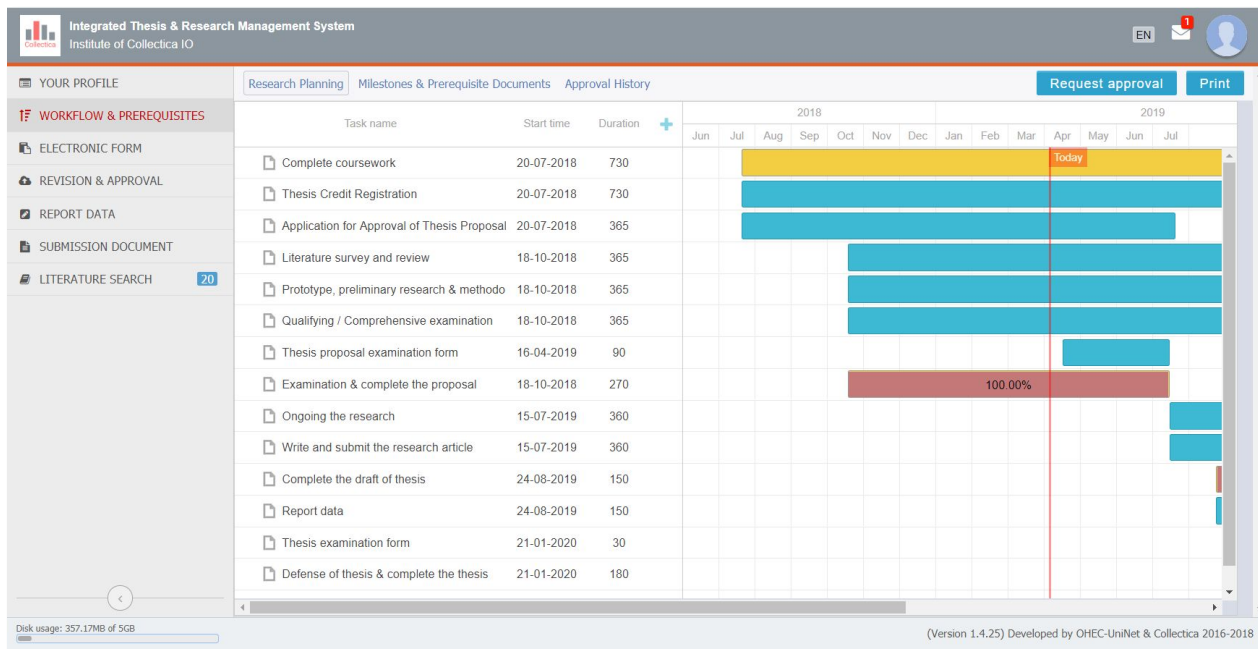 Integrated Thesis & Research Management System
Institute of Collectica IO
Collectica
EN
1
YOUR PROFILE
WORKFLOW & PREREQUISITES
ELECTRONIC FORM
REVISION & APPROVAL
REPORT DATA
SUBMISSION DOCUMENT
LITERATURE SEARCH 20
Research Planning Milestones & Prerequisite Documents Approval History Request approval Print
Task name Start time Duration
2018 2019
Jun Jul Aug Sep Oct Nov Dec Jan Feb Mar Apr May Jun Jul
Today
Complete coursework 20-07-2018 730
Thesis Credit Registration 20-07-2018 730
Application for Approval of Thesis Proposal 20-07-2018 365
Literature survey and review 18-10-2018 365
Prototype, preliminary research & methodo 18-10-2018 365
Qualifying / Comprehensive examination 18-10-2018 365
Thesis proposal examination form 16-04-2019 90
Examination & complete the proposal 18-10-2018 270 100.00%
Ongoing the research 15-07-2019 360
Write and submit the research article 15-07-2019 360
Complete the draft of thesis 24-08-2019 150
Report data 24-08-2019 150
Thesis examination form 21-01-2020 30
Defense of thesis & complete the thesis 21-01-2020 180
Disk usage: 357.17MB of 5GB
(Version 1.4.25) Developed by OHEC-UniNet & Collectica 2016-2018